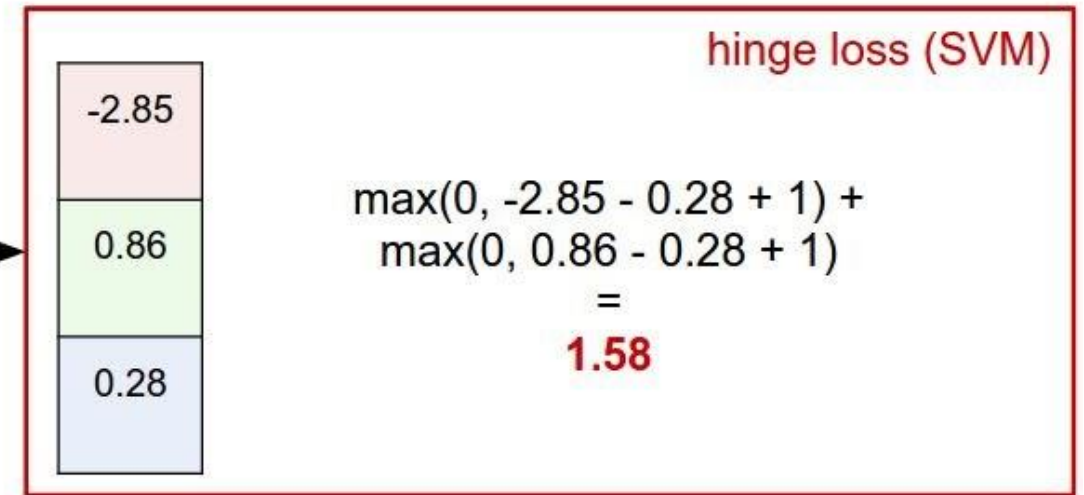 hinge loss (SVM)
-2.85
0.86
0.28
max(0, -2.85 - 0.28 + 1) +
max(0, 0.86 - 0.28 + 1)
=
1.58